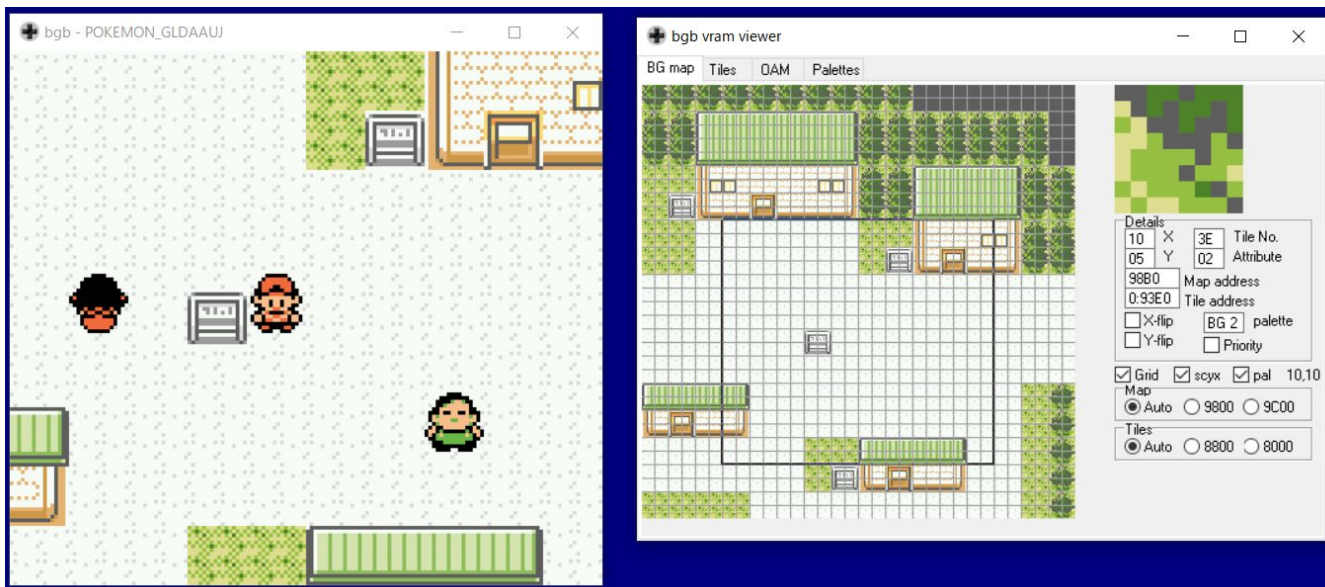 bgb - POKEMON_GLDAAUJ
bgb vram viewer
BG map Tiles OAM Palettes
Details
10 X 3E Tile No.
05 Y 02 Attribute
98B0 Map address
0:93E0 Tile address
X-flip BG 2 palette
Y-flip Priority
Grid scyx pal 10,10
Map
Auto 9800 9C00
Tiles
Auto 8800 8000